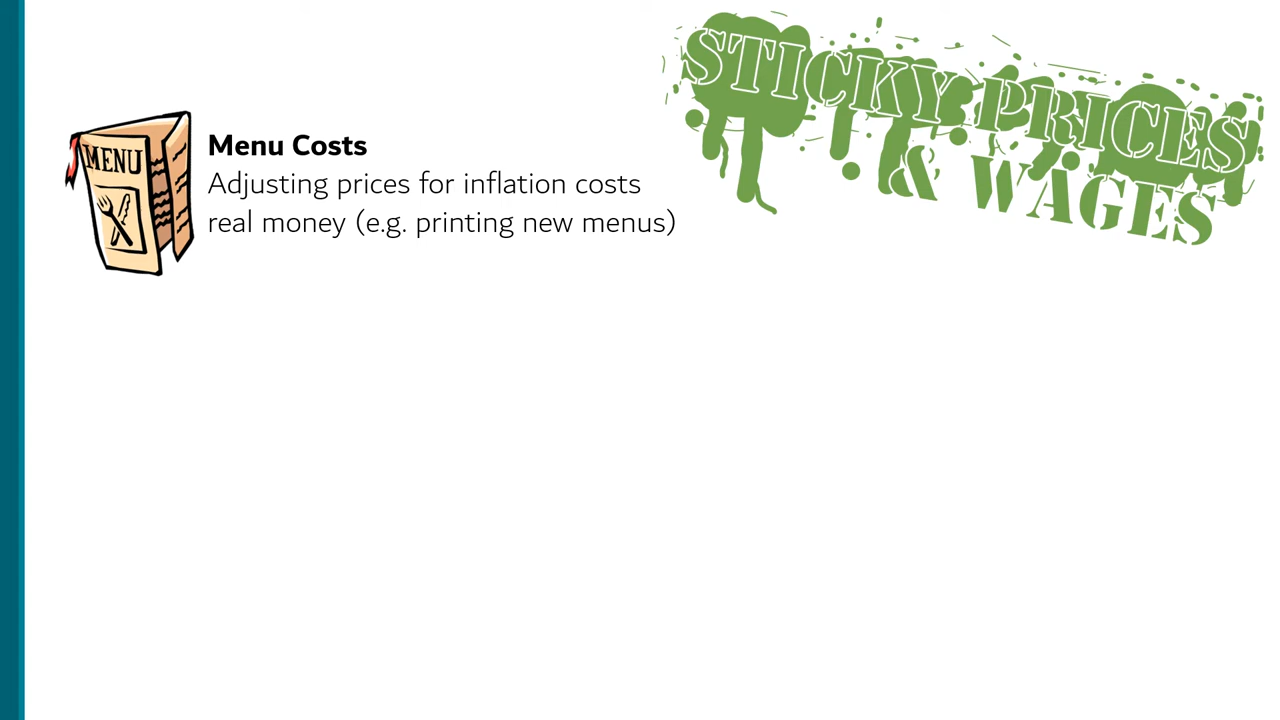 STICKY PRICES
& WAGES
MENU
Menu Costs
Adjusting prices for inflation costs
real money (e.g. printing new menus)